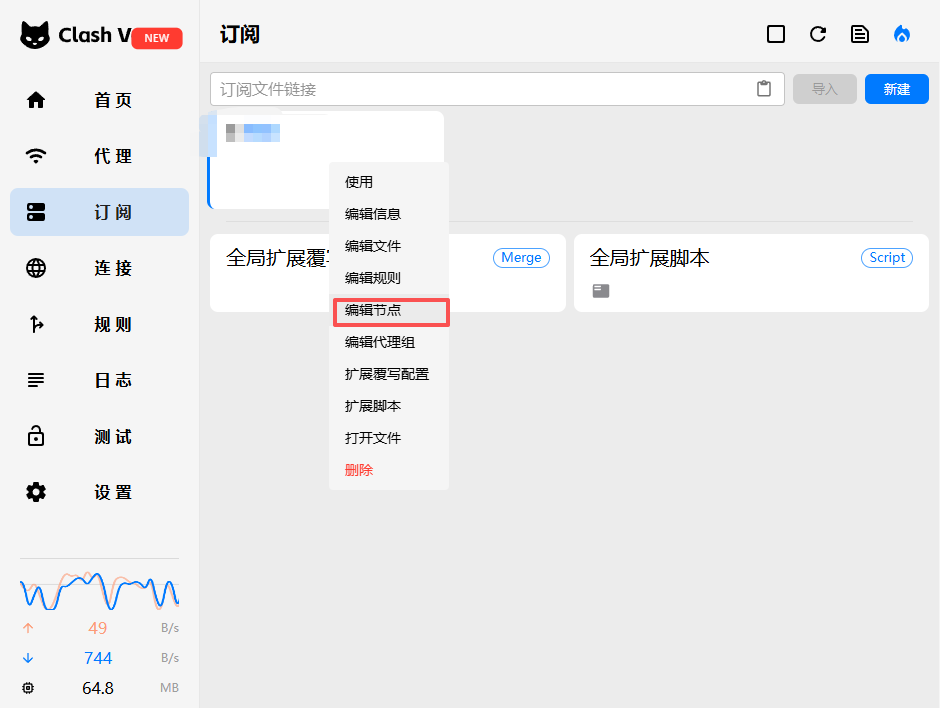 Clash V
NEW
首页
代理
订阅
连接
规则
日志
测试
设置
49 B/s
744 B/s
64.8 MB
订阅
订阅文件链接
导入
新建
使用
编辑信息
编辑文件
编辑规则
编辑节点
编辑代理组
扩展覆写配置
扩展脚本
打开文件
删除
全局扩展覆
Merge
全局扩展脚本
Script